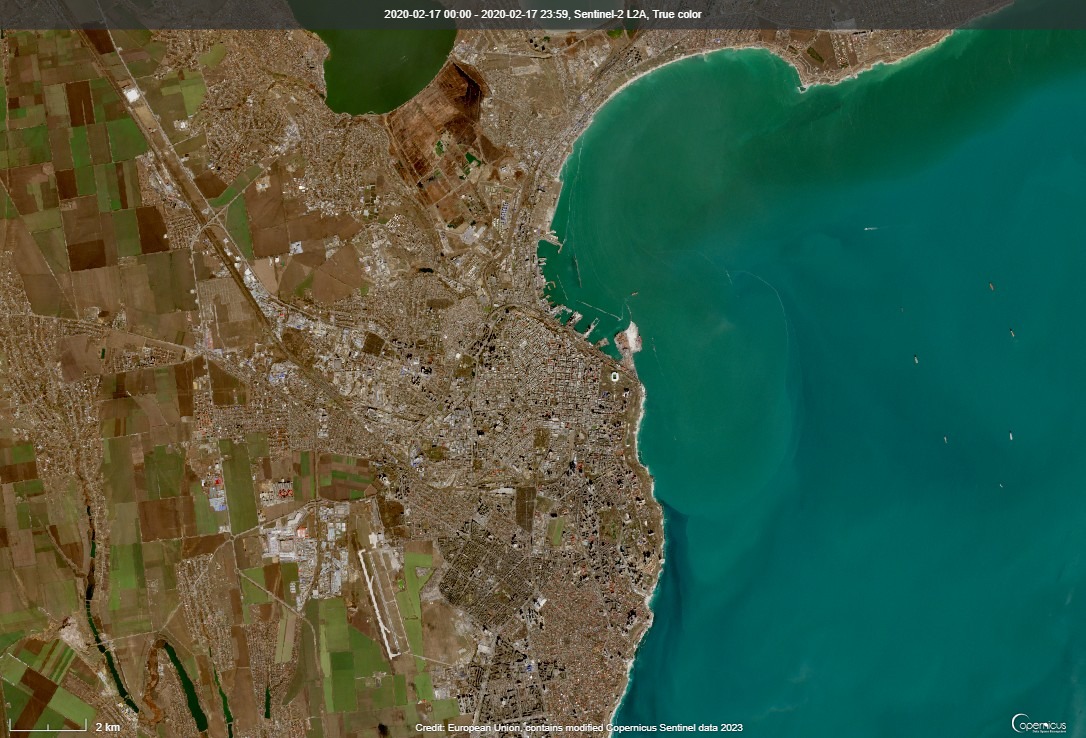 2020-02-17 00:00 - 2020-02-17 23:59, Sentinel-2 L2A, True color
2 km
Credit: European Union, contains modified Copernicus Sentinel data 2023
opernicus